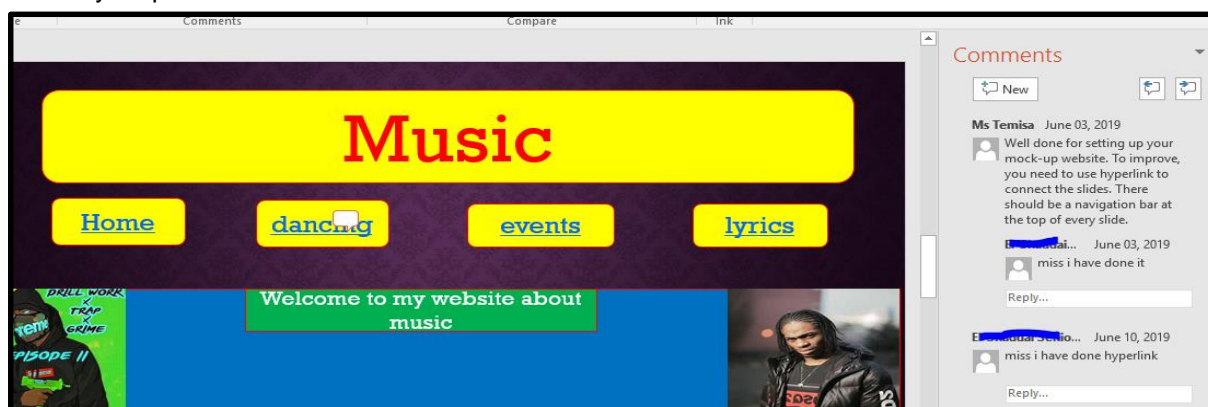 Comments
Compare
Ink
Music
Home
dancing
events
lyrics
Welcome to my website about
music
DRILL WORK
X
TRAP
X
GRIME
EPISODE II
Comments
New
Ms Temisa June 03, 2019
Well done for setting up your
mock-up website. To improve,
you need to use hyperlink to
connect the slides. There
should be a navigation bar at
the top of every slide.
June 03, 2019
miss i have done it
Reply...
June 10, 2019
miss i have done hyperlink
Reply...